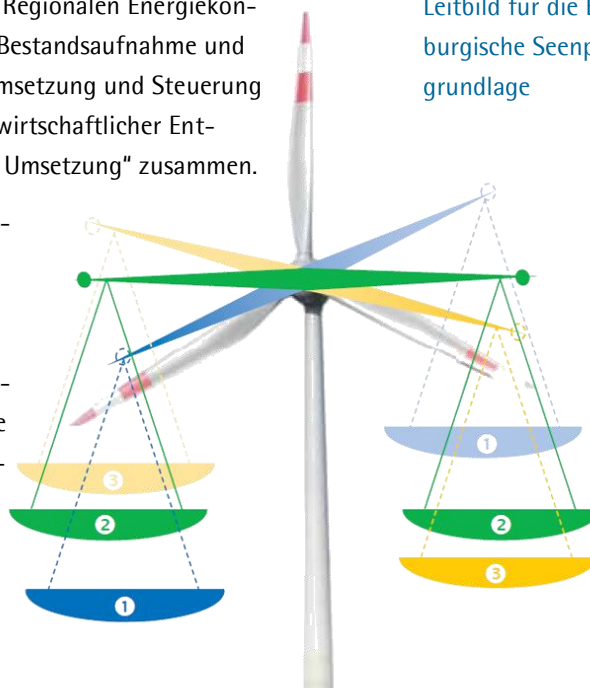 Regionalen Energiekon-
Bestandsaufnahme und
msetzung und Steuerung
wirtschaftlicher Ent-
Umsetzung" zusammen.
-
-
e
-
Leitbild für die
burgische Seenp
grundlage
3
2
1
1
2
3